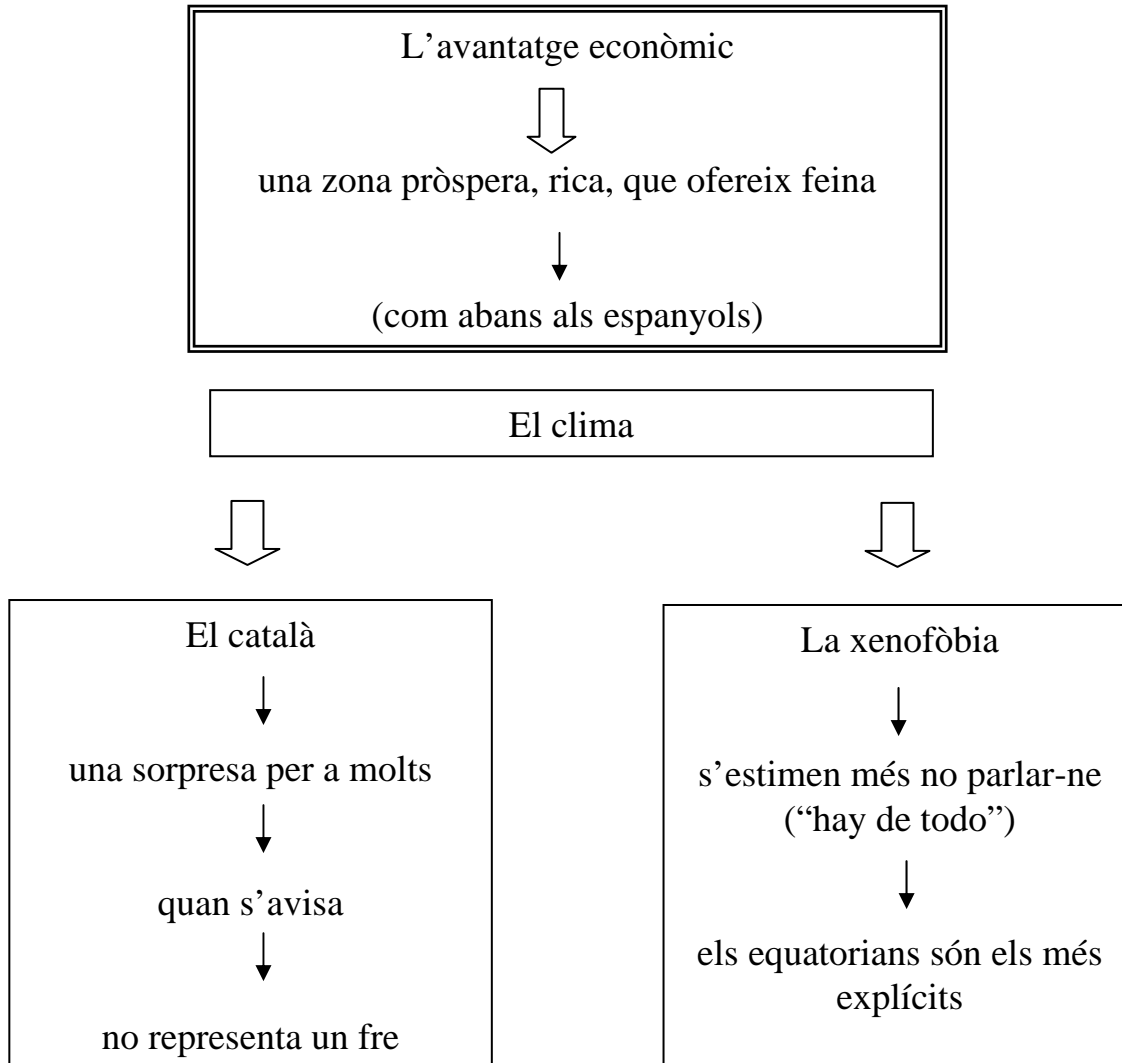 L’avantatge econòmic
una zona pròspera, rica, que ofereix feina
(com abans als espanyols)
El clima
El català
una sorpresa per a molts
quan s’avisa
no representa un fre
La xenofòbia
s’estimen més no parlar-ne
(“hay de todo”)
els equatorians són els més
explícits